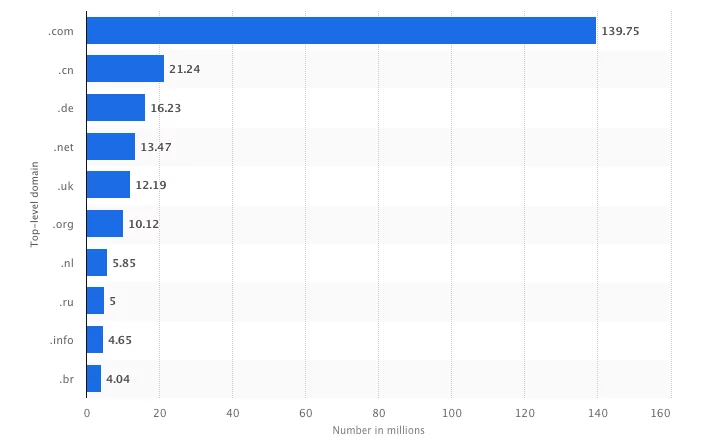 .com 139.75
.cn 21.24
.de 16.23
.net 13.47
.uk 12.19
.org 10.12
.nl 5.85
.ru 5
.info 4.65
.br 4.04
Top-level domain
0 20 40 60 80 100 120 140 160
Number in millions